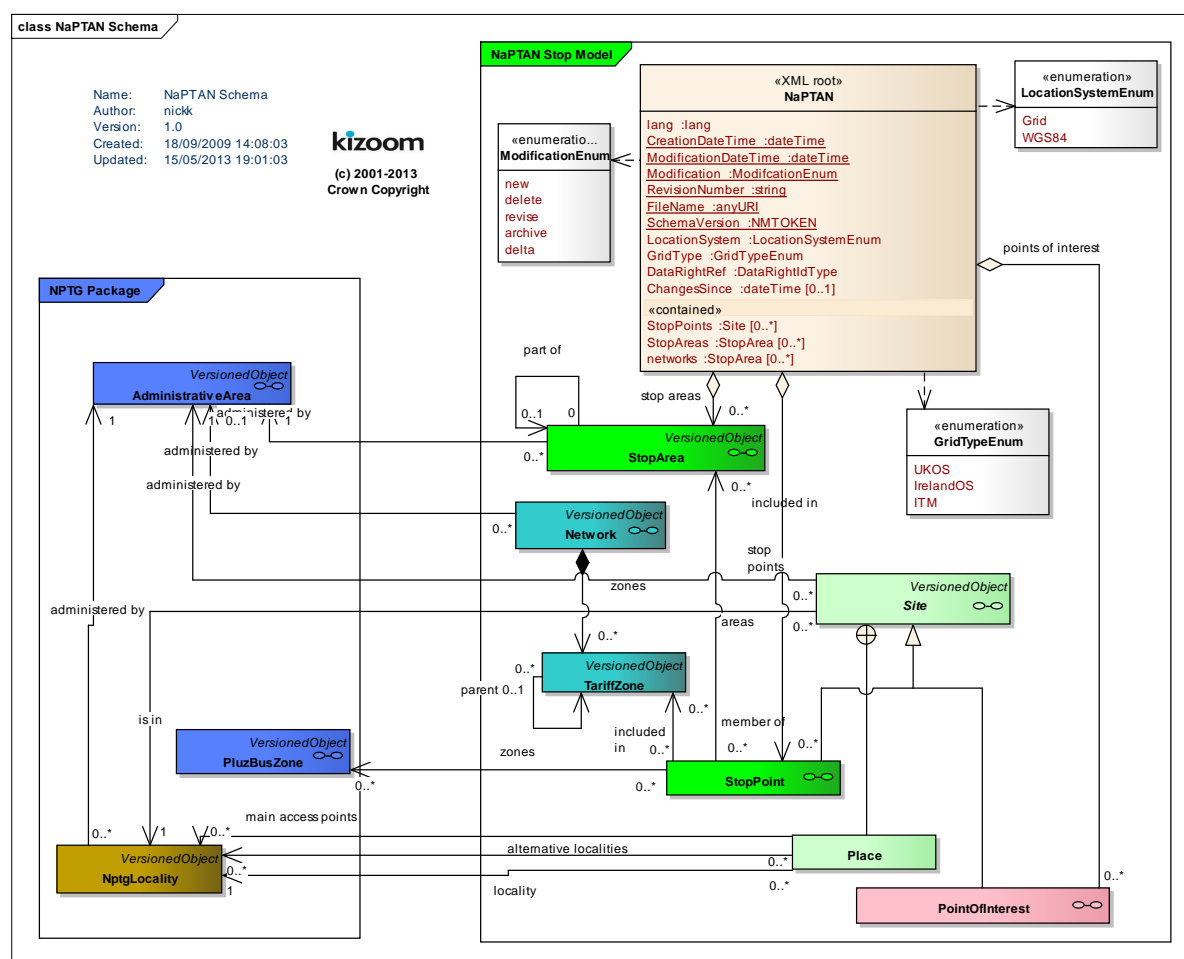 class NaPTAN Schema
Name: NaPTAN Schema
Author: nickk
Version: 1.0
Created: 18/09/2009 14:08:03
Updated: 15/05/2013 19:01:03
kizoom
(c) 2001-2013
Crown Copyright
NaPTAN Stop Model
«XML root»
NaPTAN
lang :lang
CreationDateTime :dateTime
ModificationDateTime :dateTime
Modification :ModifcationEnum
RevisionNumber :string
FileName :anyURI
SchemaVersion :NMTOKEN
LocationSystem :LocationSystemEnum
GridType :GridTypeEnum
DataRightRef :DataRightIdType
ChangesSince :dateTime [0..1]
«contained»
StopPoints :Site [0..*]
StopAreas :StopArea [0..*]
networks :StopArea [0..*]
«enumeration»
LocationSystemEnum
Grid
WGS84
«enumeratio...
ModificationEnum
new
delete
revise
archive
delta
points of interest
NPTG Package
VersionedObject
AdministrativeArea
part of
0..1
0
stop areas
0..*
«enumeration»
GridTypeEnum
UKOS
IrelandOS
ITM
administered by
1
1
0..1
1
administered by
administered by
0..*
VersionedObject
StopArea
0..*
included in
VersionedObject
Network
0..*
stop
points
zones
VersionedObject
Site
0..*
0..*
administered by
areas
0..*
0..*
VersionedObject
TariffZone
parent 0..1
0..*
is in
included
in
member of
0..*
0..*
0..*
VersionedObject
PluzBusZone
zones
0..*
0..*
0..*
0..*
StopPoint
main access points
0..*
1
0..*
alternative localities
Place
VersionedObject
NptgLocality
0..*
1
locality
0..*
0..*
0..*
PointOfInterest